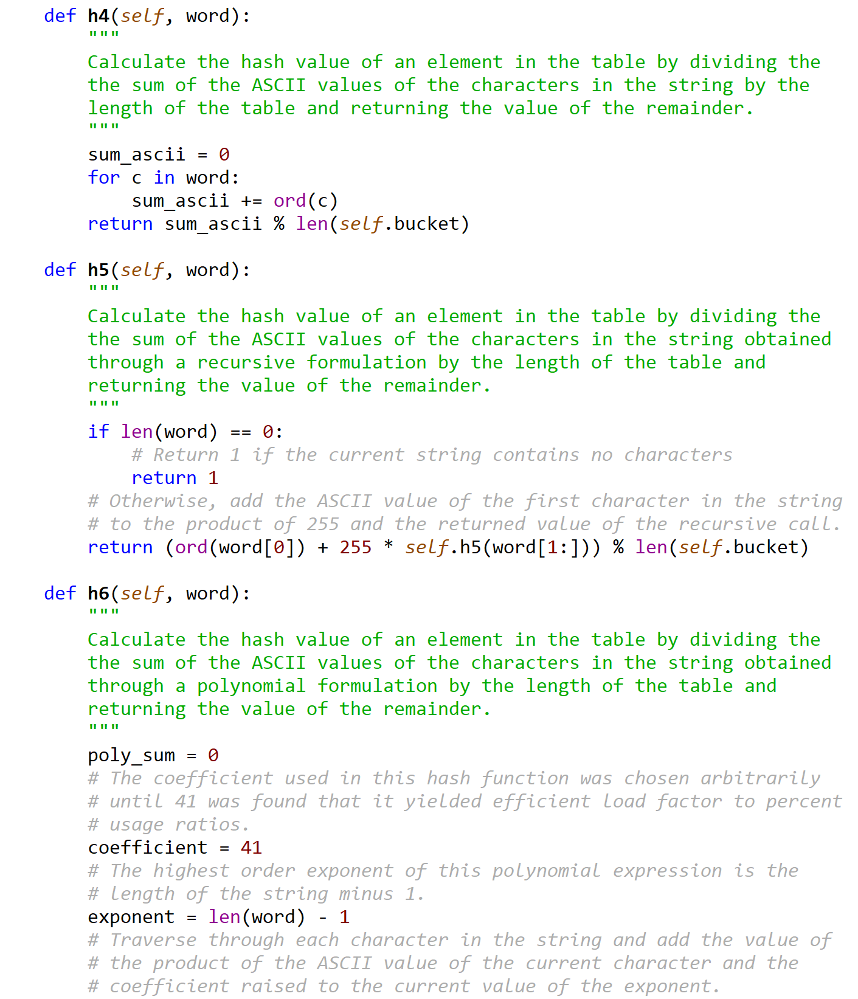 def h4(self, word):
"""
Calculate the hash value of an element in the table by dividing the
the sum of the ASCII values of the characters in the string by the
length of the table and returning the value of the remainder.
"""
sum_ascii = 0
for c in word:
sum_ascii += ord(c)
return sum_ascii % len(self.bucket)
def h5(self, word):
"""
Calculate the hash value of an element in the table by dividing the
the sum of the ASCII values of the characters in the string obtained
through a recursive formulation by the length of the table and
returning the value of the remainder.
"""
if len(word) == 0:
# Return 1 if the current string contains no characters
return 1
# Otherwise, add the ASCII value of the first character in the string
# to the product of 255 and the returned value of the recursive call.
return (ord(word[0]) + 255 * self.h5(word[1:])) % len(self.bucket)
def h6(self, word):
"""
Calculate the hash value of an element in the table by dividing the
the sum of the ASCII values of the characters in the string obtained
through a polynomial formulation by the length of the table and
returning the value of the remainder.
"""
poly_sum = 0
# The coefficient used in this hash function was chosen arbitrarily
# until 41 was found that it yielded efficient load factor to percent
# usage ratios.
coefficient = 41
# The highest order exponent of this polynomial expression is the
# length of the string minus 1.
exponent = len(word) - 1
# Traverse through each character in the string and add the value of
# the product of the ASCII value of the current character and the
# coefficient raised to the current value of the exponent.